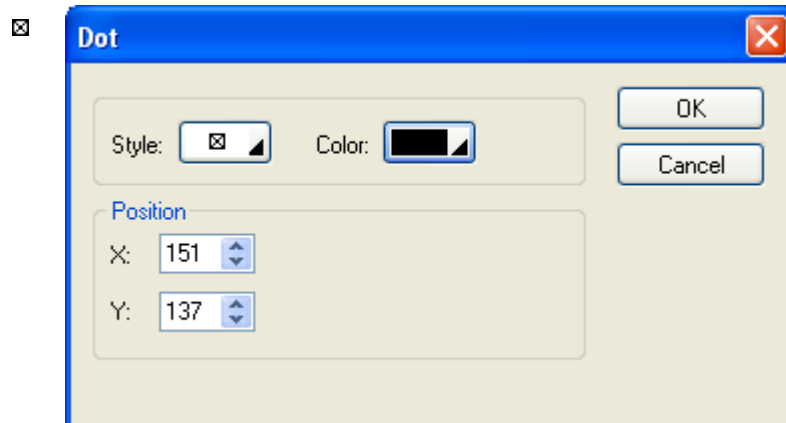 Dot
Style:
Color:
OK
Cancel
Position
X: 151
Y: 137